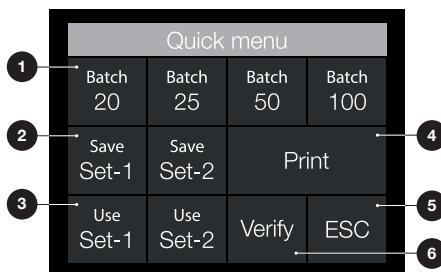 Quick menu
1
Batch 20
Batch 25
Batch 50
Batch 100
2
Save Set-1
Save Set-2
Print
4
3
Use Set-1
Use Set-2
Verify
ESC
5
6